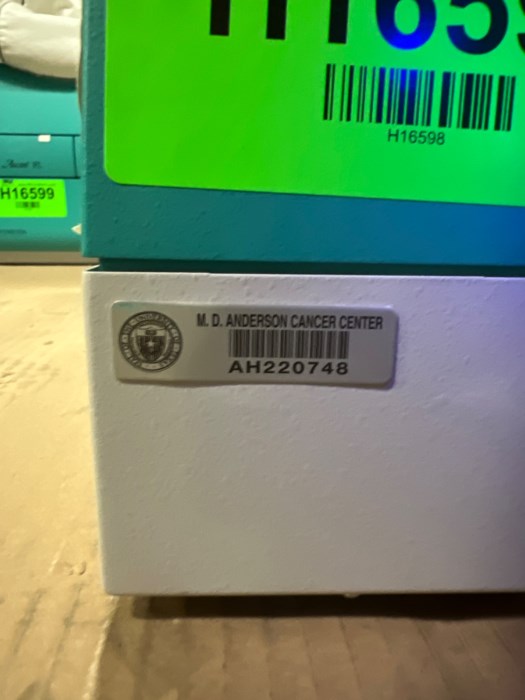 H1659
H16598
H16599
M. D. ANDERSON CANCER CENTER
AH220748